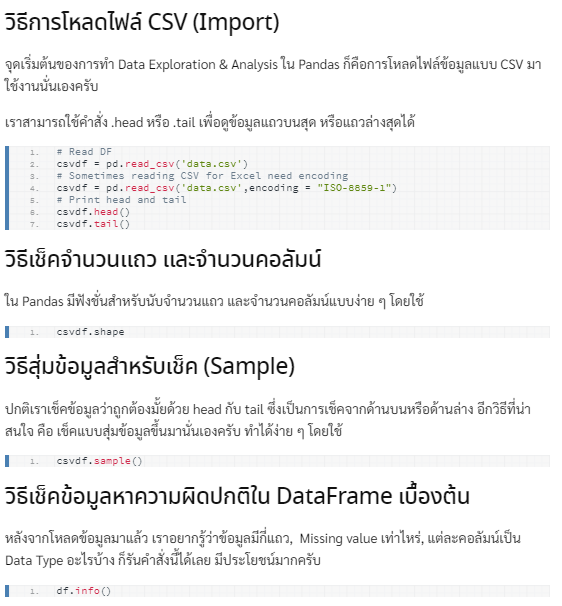 วิธีการโหลดไฟล์ CSV (Import)
จุดเริ่มต้นของการทำ Data Exploration & Analysis ใน Pandas ก็คือการโหลดไฟล์ข้อมูลแบบ CSV มา
ใช้งานนั่นเองครับ
เราสามารถใช้คำสั่ง .head หรือ .tail เพื่อดูข้อมูลแถวบนสุด หรือแถวล่างสุดได้
1. # Read DF
2. csvdf = pd.read_csv('data.csv')
3. # Sometimes reading CSV for Excel need encoding
4. csvdf = pd.read_csv('data.csv',encoding = "ISO-8859-1")
5. # Print head and tail
6. csvdf.head()
7. csvdf.tail()
วิธีเช็คจำนวนแถว และจำนวนคอลัมน์
ใน Pandas มีฟังชั่นสำหรับนับจำนวนแถว และจำนวนคอลัมน์แบบง่าย ๆ โดยใช้
1. csvdf.shape
วิธีสุ่มข้อมูลสำหรับเช็ค (Sample)
ปกติเราเช็คข้อมูลว่าถูกต้องมั้ยด้วย head กับ tail ซึ่งเป็นการเช็คจากด้านบนหรือด้านล่าง อีกวิธีที่น่า
สนใจ คือ เช็คแบบสุ่มข้อมูลขึ้นมานั่นเองครับ ทำได้ง่าย ๆ โดยใช้
1. csvdf.sample()
วิธีเช็คข้อมูลหาความผิดปกติใน DataFrame เบื้องต้น
หลังจากโหลดข้อมูลมาแล้ว เราอยากรู้ว่าข้อมูลมีกี่แถว, Missing value เท่าไหร่, แต่ละคอลัมน์เป็น
Data Type อะไรบ้าง ก็รันคำสั่งนี้ได้เลย มีประโยชน์มากครับ
1. df.info()